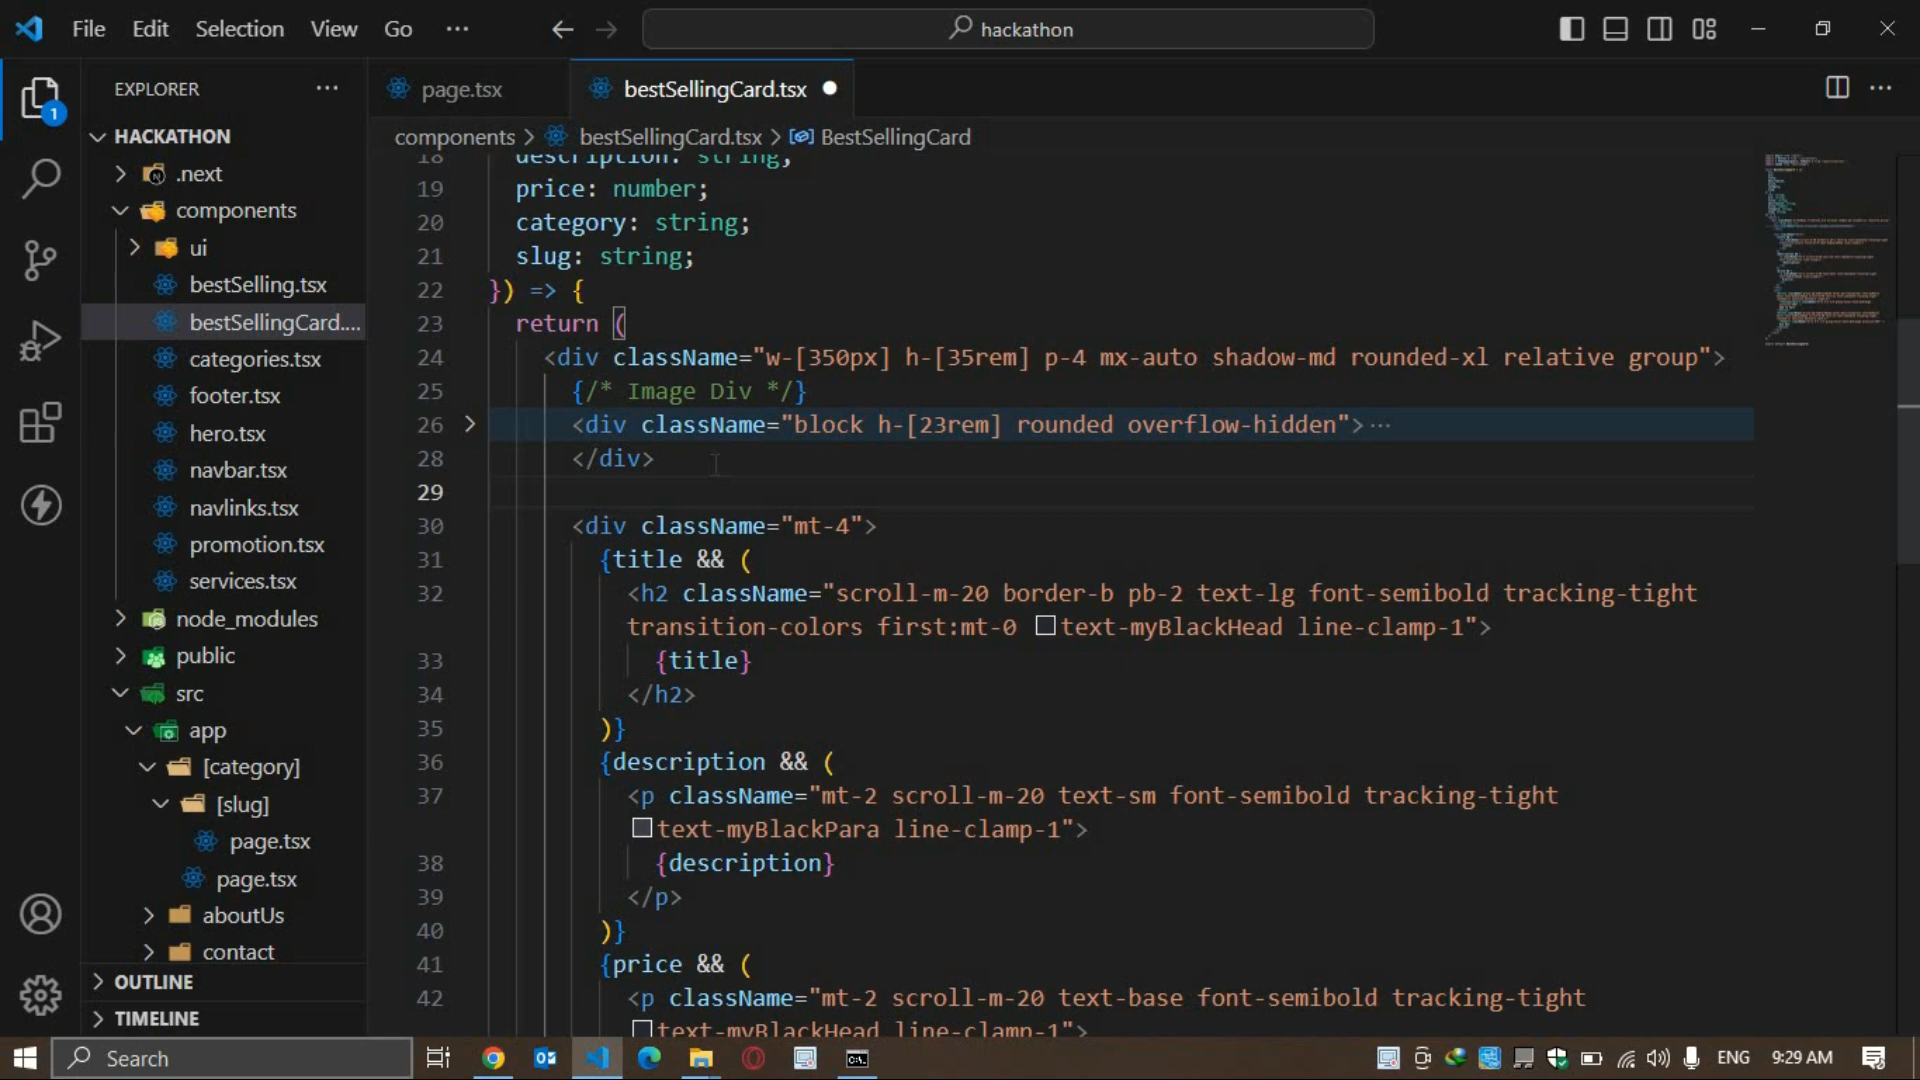 File Edit Selection View Go ···
hackathon
EXPLORER ···
HACKATHON
.next
components
ui
bestSelling.tsx
bestSellingCard....
categories.tsx
footer.tsx
hero.tsx
navbar.tsx
navlinks.tsx
promotion.tsx
services.tsx
node_modules
public
src
app
[category]
[slug]
page.tsx
page.tsx
aboutUs
contact
OUTLINE
TIMELINE
1
page.tsx
bestSellingCard.tsx
components > bestSellingCard.tsx > BestSellingCard
18 description: string;
19 price: number;
20 category: string;
21 slug: string;
22 }) => {
23 return (
24 <div className="w-[350px] h-[35rem] p-4 mx-auto shadow-md rounded-xl relative group">
25 {/* Image Div */}
26 <div className="block h-[23rem] rounded overflow-hidden">···
28 </div>
29
30 <div className="mt-4">
31 {title && (
32 <h2 className="scroll-m-20 border-b pb-2 text-lg font-semibold tracking-tight
transition-colors first:mt-0 text-myBlackHead line-clamp-1">
33 {title}
34 </h2>
35 )}
36 {description && (
37 <p className="mt-2 scroll-m-20 text-sm font-semibold tracking-tight
text-myBlackPara line-clamp-1">
38 {description}
39 </p>
40 )}
41 {price && (
42 <p className="mt-2 scroll-m-20 text-base font-semibold tracking-tight
text-myBlackHead line-clamp-1">
Search
ENG 9:29 AM